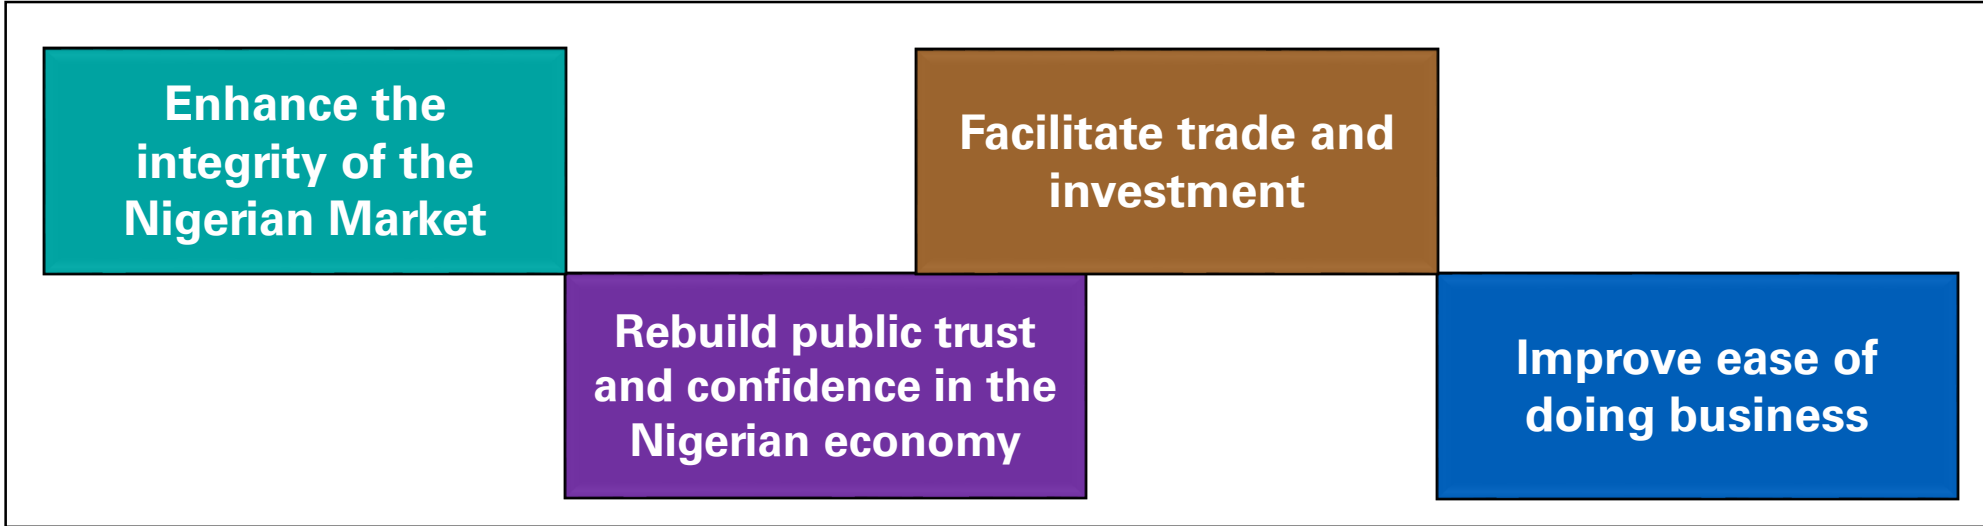 Enhance the
integrity of the
Nigerian Market
Rebuild public trust
and confidence in the
Nigerian economy
Facilitate trade and
investment
Improve ease of
doing business